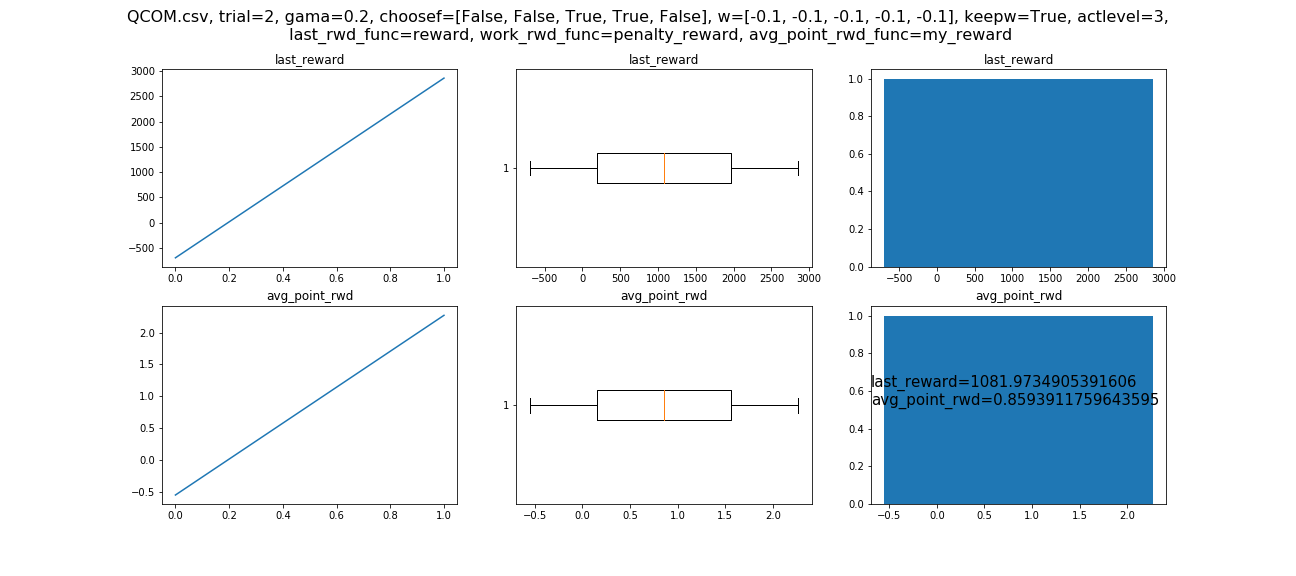 QCOM.csv, trial=2, gama=0.2, choosef=[False, False, True, True, False], w=[-0.1, -0.1, -0.1, -0.1, -0.1], keepw=True, actlevel=3,
last_rwd_func=reward, work_rwd_func=penalty_reward, avg_point_rwd_func=my_reward
last_reward
3000
2500
2000
1500
1000
500
0
−500
0.0 0.2 0.4 0.6 0.8 1.0
last_reward
1
−500 0 500 1000 1500 2000 2500 3000
last_reward
1.0
0.8
0.6
0.4
0.2
0.0
−500 0 500 1000 1500 2000 2500 3000
avg_point_rwd
2.0
1.5
1.0
0.5
0.0
−0.5
0.0 0.2 0.4 0.6 0.8 1.0
avg_point_rwd
1
−0.5 0.0 0.5 1.0 1.5 2.0
avg_point_rwd
1.0
0.8
0.6
0.4
0.2
0.0
last_reward=1081.9734905391606
avg_point_rwd=0.8593911759643595
−0.5 0.0 0.5 1.0 1.5 2.0